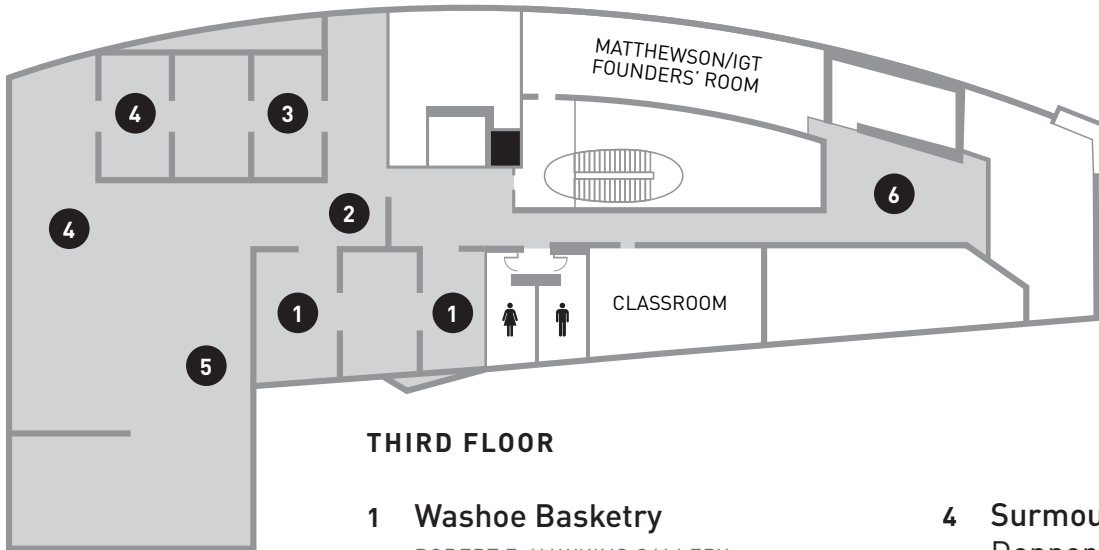 MATTHEWSON/IGT
FOUNDERS' ROOM
4
3
6
2
4
1
1
CLASSROOM
5
THIRD FLOOR
1 Washoe Basketry
4 Surmou